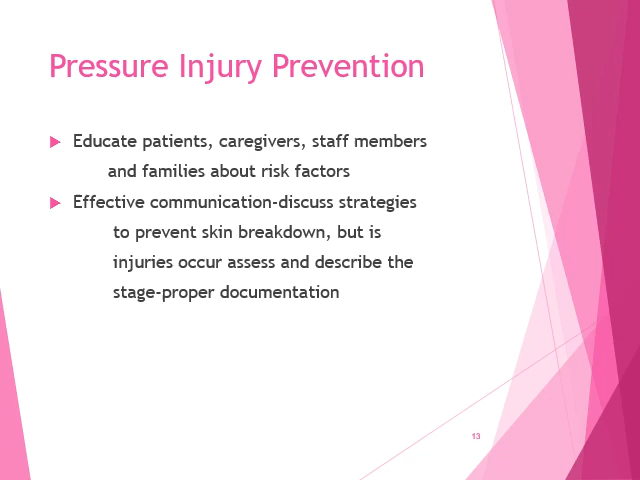 Pressure Injury Prevention
Educate patients, caregivers, staff members
and families about risk factors
Effective communication-discuss strategies
to prevent skin breakdown, but is
injuries occur assess and describe the
stage-proper documentation
13